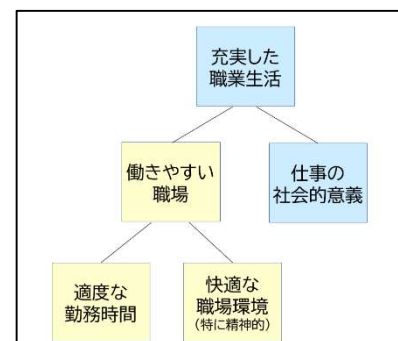 充実した
職業生活
働きやすい
職場
仕事の
社会的意義
適度な
勤務時間
快適な
職場環境
（特に精神的）